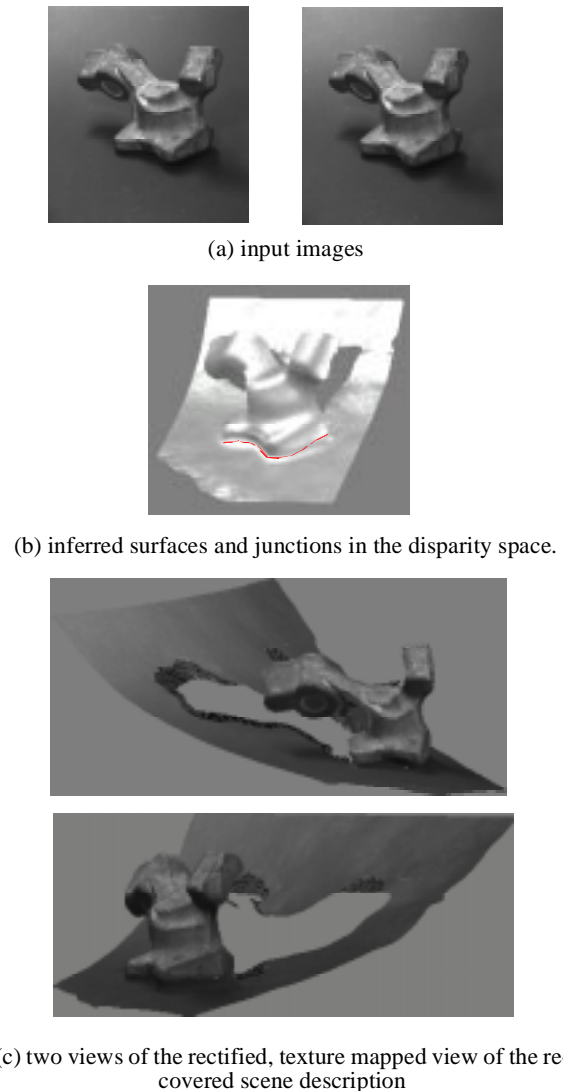 (a) input images
(b) inferred surfaces and junctions in the disparity space.
(c) two views of the rectified, texture mapped view of the re-
covered scene description